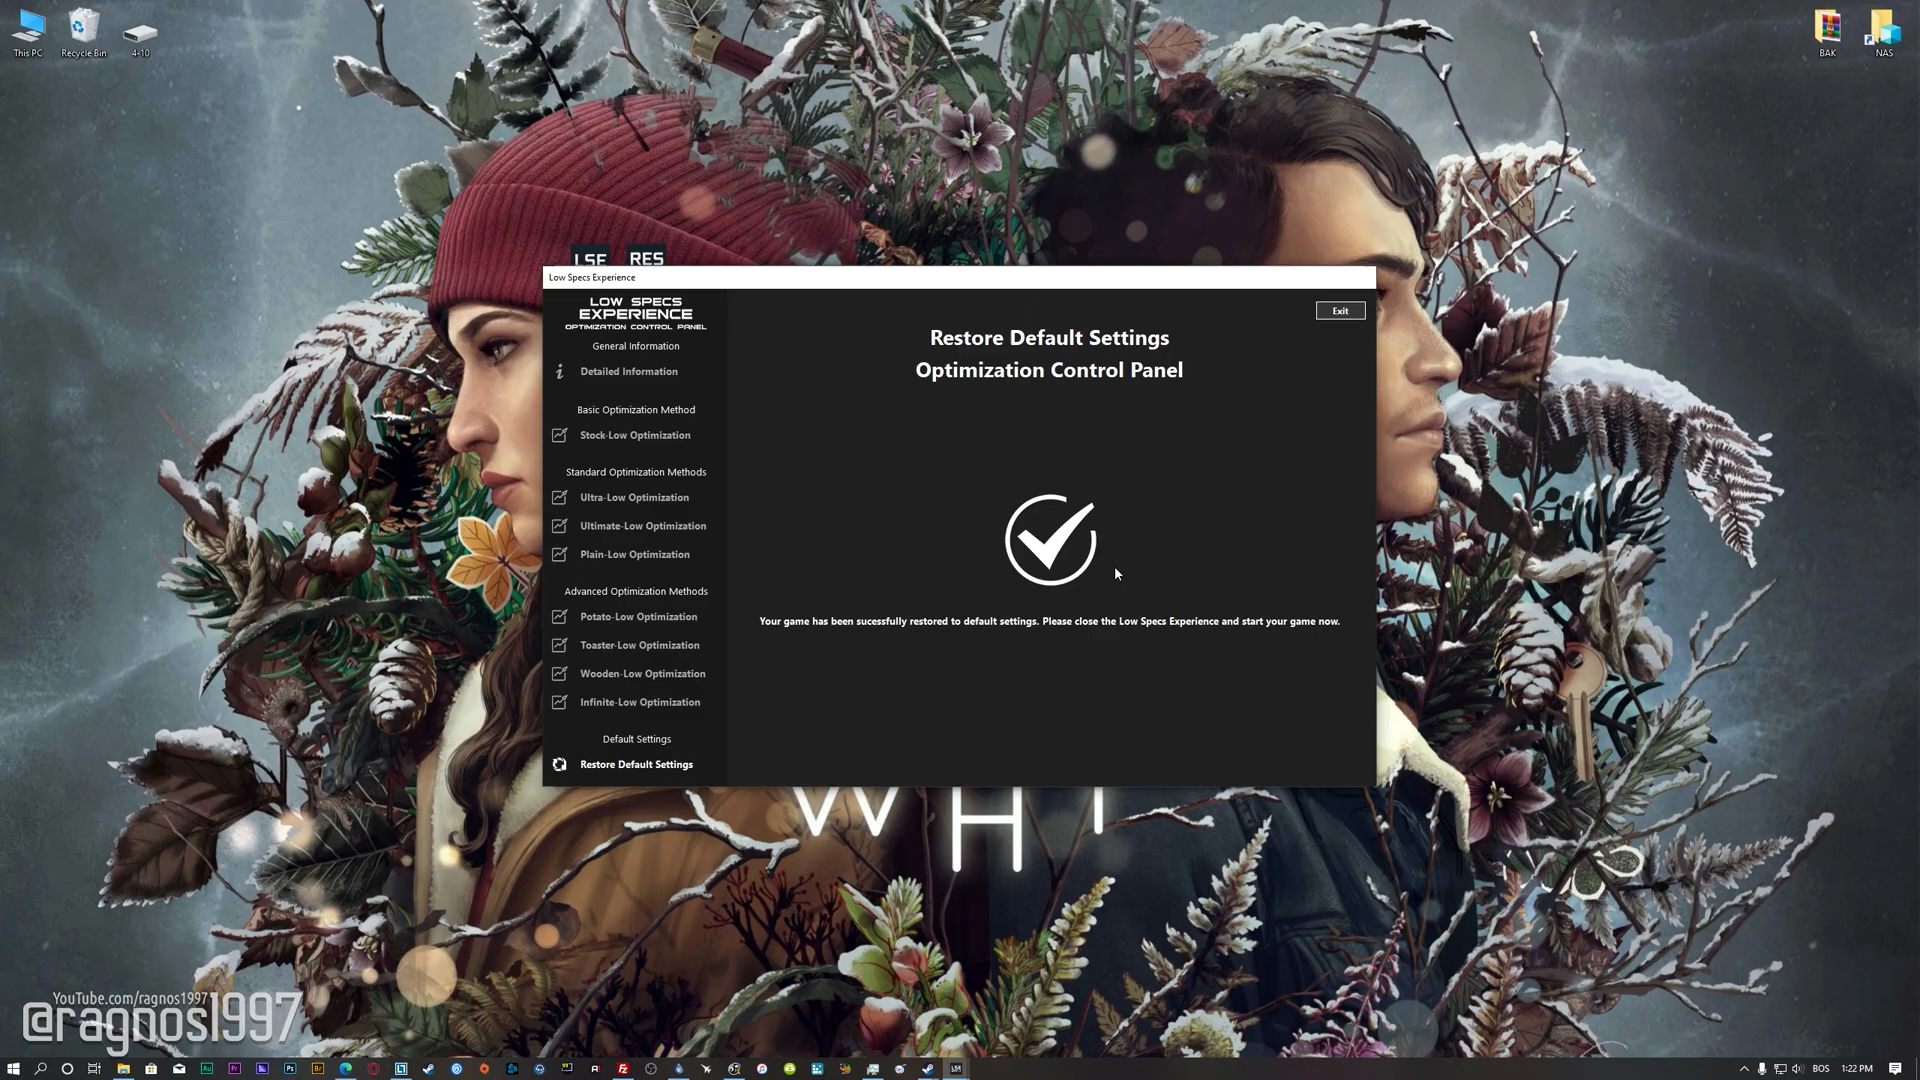 This PC
Recycle Bin
4-10
BAK
NAS
LSE
RES
Low Specs Experience
LOW SPECS
EXPERIENCE
OPTIMIZATION CONTROL PANEL
General Information
Detailed Information
Basic Optimization Method
Stock-Low Optimization
Standard Optimization Methods
Ultra-Low Optimization
Ultimate-Low Optimization
Plain-Low Optimization
Advanced Optimization Methods
Potato-Low Optimization
Toaster-Low Optimization
Wooden-Low Optimization
Infinite-Low Optimization
Default Settings
Restore Default Settings
Exit
Restore Default Settings
Optimization Control Panel
Your game has been sucessfully restored to default settings. Please close the Low Specs Experience and start your game now.
WHY
YouTube.com/ragnos1997
@ragnos1997
BOS
1:22 PM